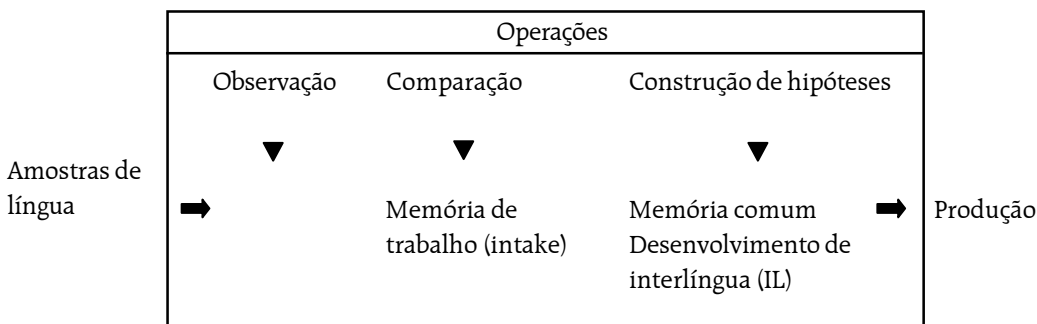 Operações
Observação
Comparação
Construção de hipóteses
Amostras de
língua
Memória de
trabalho (intake)
Memória comum
Desenvolvimento de
interlíngua (IL)
Produção